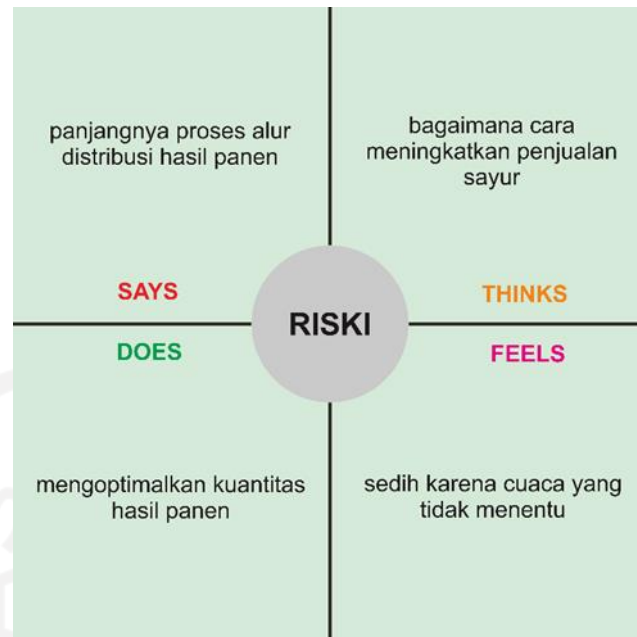 panjangnya proses alur
distribusi hasil panen
bagaimana cara
meningkatkan penjualan
sayur
SAYS
THINKS
RISKI
DOES
FEELS
mengoptimalkan kuantitas
hasil panen
sedih karena cuaca yang
tidak menentu